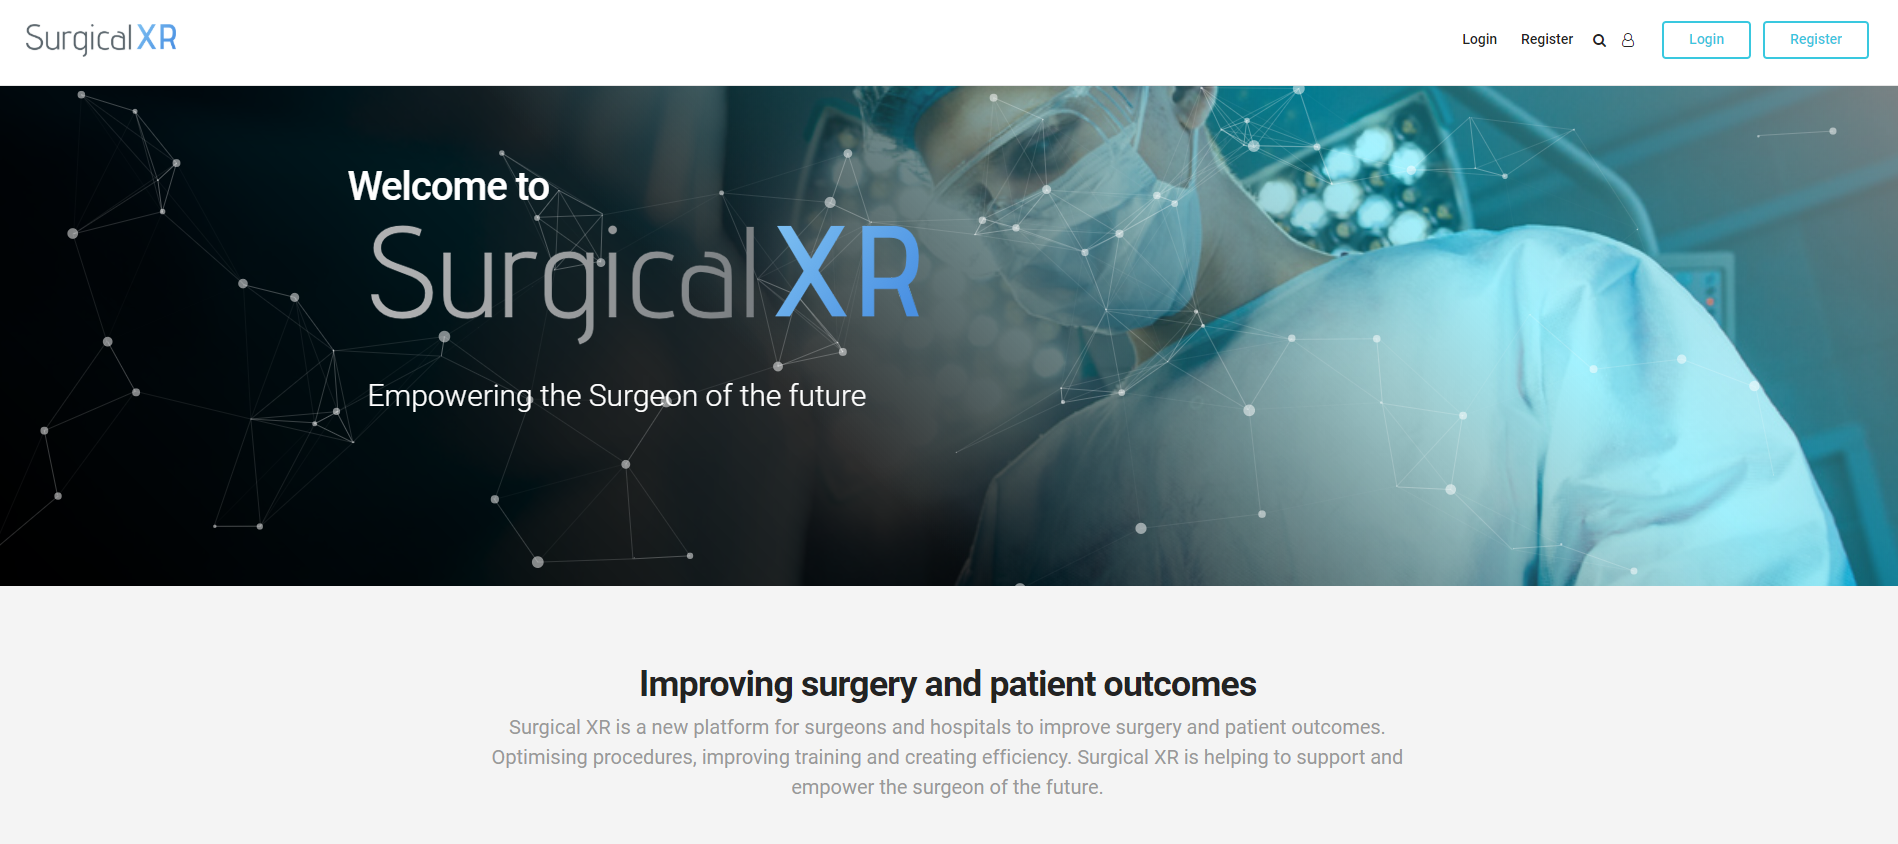 SurgicalXR
Login Register Login Register
Welcome to
SurgicalXR
Empowering the Surgeon of the future
Improving surgery and patient outcomes
Surgical XR is a new platform for surgeons and hospitals to improve surgery and patient outcomes.
Optimising procedures, improving training and creating efficiency. Surgical XR is helping to support and
empower the surgeon of the future.